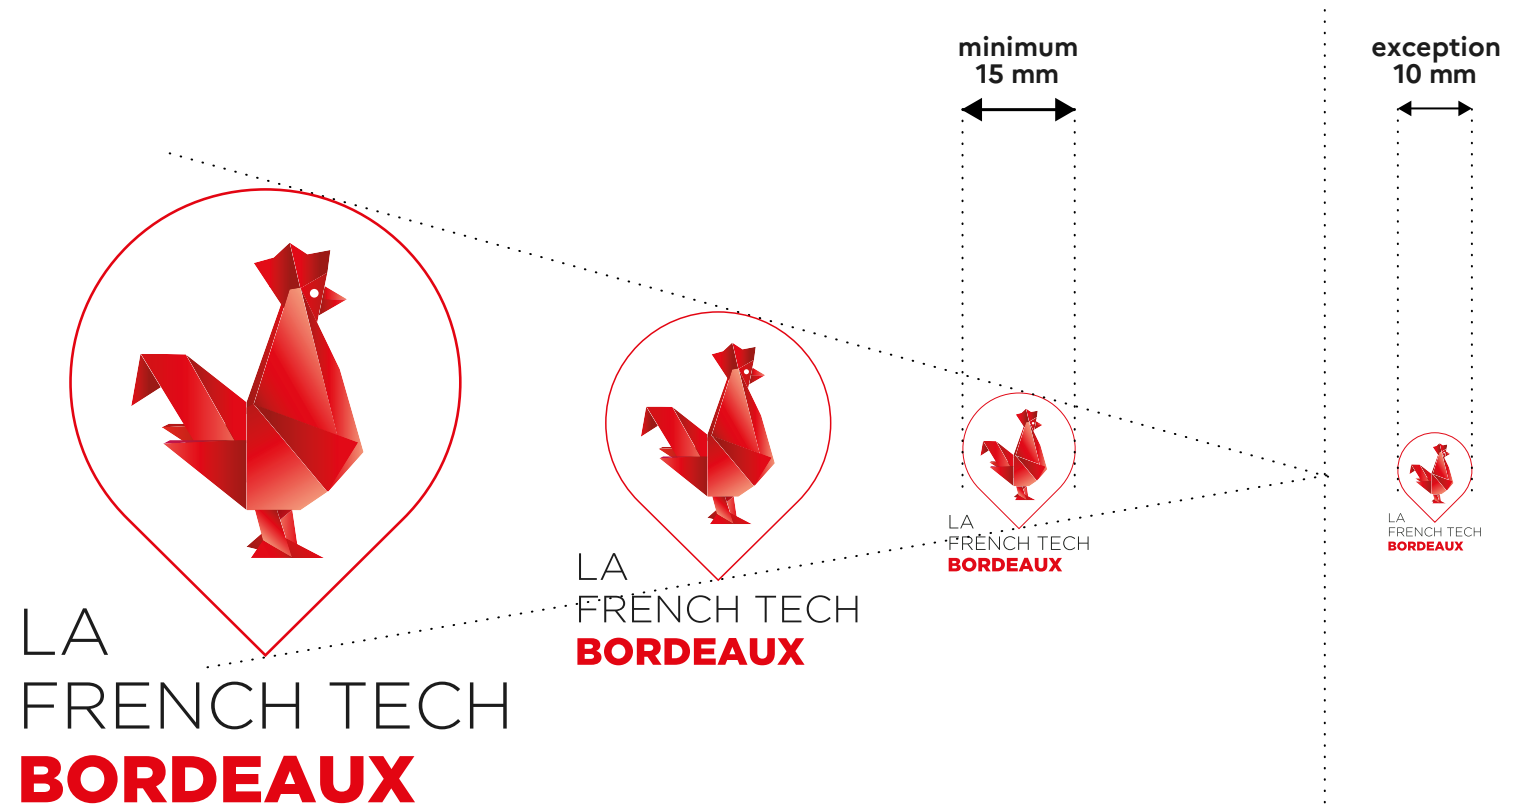 minimum
15 mm
exception
10 mm
LA
FRENCH TECH
BORDEAUX
LA
FRENCH TECH
BORDEAUX
LA
FRENCH TECH
BORDEAUX
LA
FRENCH TECH
BORDEAUX